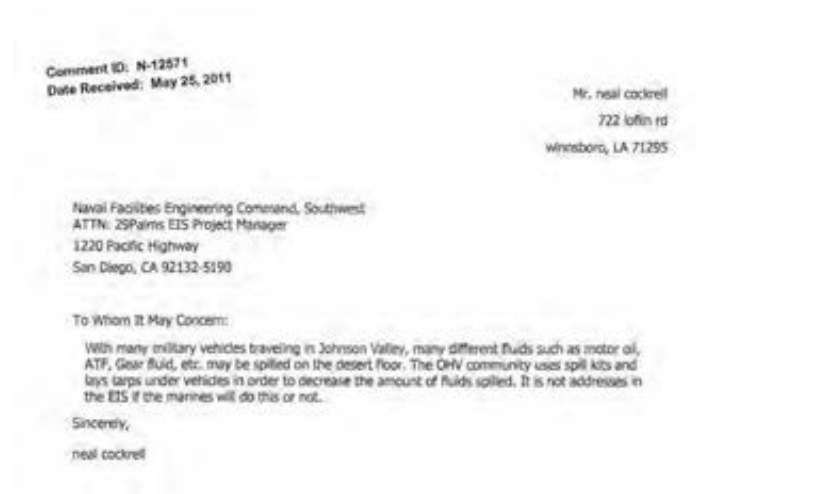 Comment ID: N-12571
Date Received: May 25, 2011
Mr. neal cockrell
722 loflin rd
winnsboro, LA 71295
Naval Facilities Engineering Command, Southwest
ATTN: 29Palms EIS Project Manager
1220 Pacific Highway
San Diego, CA 92132-5190
To Whom It May Concern:
With many military vehicles traveling in Johnson Valley, many different fluids such as motor oil,
ATF, Gear fluid, etc. may be spilled on the desert floor. The OHV community uses spill kits and
lays tarps under vehicles in order to decrease the amount of fluids spilled. It is not addresses in
the EIS if the marines will do this or not.
Sincerely,
neal cockrell